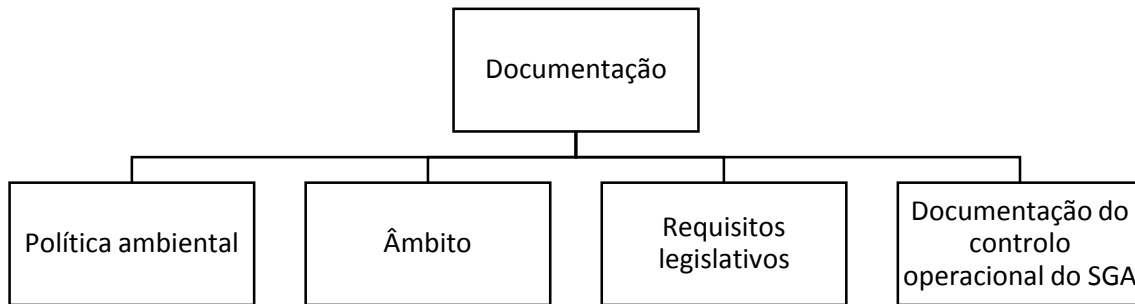 Documentação
Política ambiental
Âmbito
Requisitos
legislativos
Documentação do
controlo
operacional do SGA